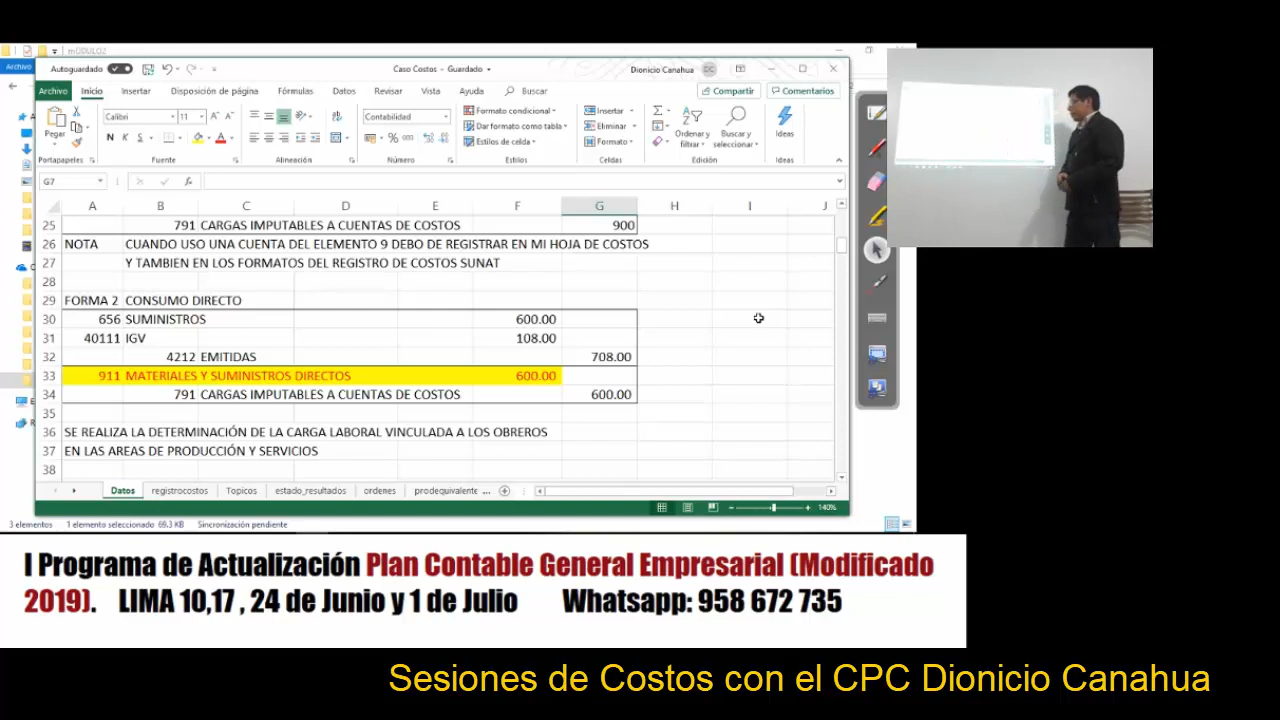 mÚDULOZ
Archivo
Autoguardado
Caso Costos - Guardado
Dionicio Canahua
DC
Archivo Inicio Insertar Disposición de página Fórmulas Datos Revisar Vista Ayuda Buscar Compartir Comentarios
Calibri 11 Contabilidad
Pegar
Formato condicional
Dar formato como tabla
Estilos de celda
Insertar
Eliminar
Formato
Ordenar y filtrar
Buscar y seleccionar
Ideas
Portapapeles Fuente Alineación Número Estilos Celdas Edición Ideas
G7
A B C D E F G H I J
25 791 CARGAS IMPUTABLES A CUENTAS DE COSTOS 900
26 NOTA CUANDO USO UNA CUENTA DEL ELEMENTO 9 DEBO DE REGISTRAR EN MI HOJA DE COSTOS
27 Y TAMBIEN EN LOS FORMATOS DEL REGISTRO DE COSTOS SUNAT
28
29 FORMA 2 CONSUMO DIRECTO
30 656 SUMINISTROS 600.00
31 40111 IGV 108.00
32 4212 EMITIDAS 708.00
33 911 MATERIALES Y SUMINISTROS DIRECTOS 600.00
34 791 CARGAS IMPUTABLES A CUENTAS DE COSTOS 600.00
35
36 SE REALIZA LA DETERMINACIÓN DE LA CARGA LABORAL VINCULADA A LOS OBREROS
37 EN LAS AREAS DE PRODUCCIÓN Y SERVICIOS
38
Datos registrocostos Topicos estado_resultados ordenes prodequivalente ...
140%
3 elementos 1 elemento seleccionado 69.3 KB Sincronización pendiente
I Programa de Actualización Plan Contable General Empresarial (Modificado
2019). LIMA 10,17 , 24 de Junio y 1 de Julio Whatsapp: 958 672 735
Sesiones de Costos con el CPC Dionicio Canahua